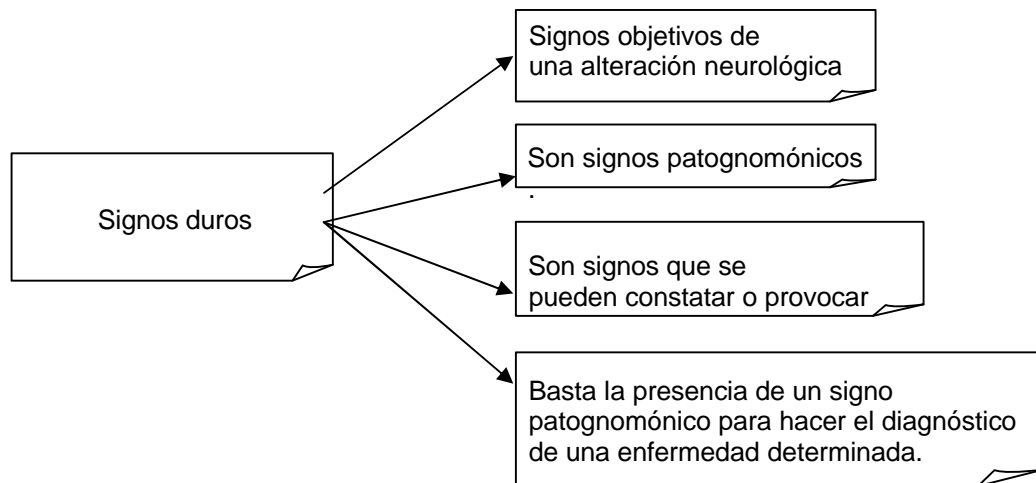 Signos duros
Signos objetivos de
una alteración neurológica
Son signos patognomónicos
.
Son signos que se
pueden constatar o provocar
Basta la presencia de un signo
patognomónico para hacer el diagnóstico
de una enfermedad determinada.